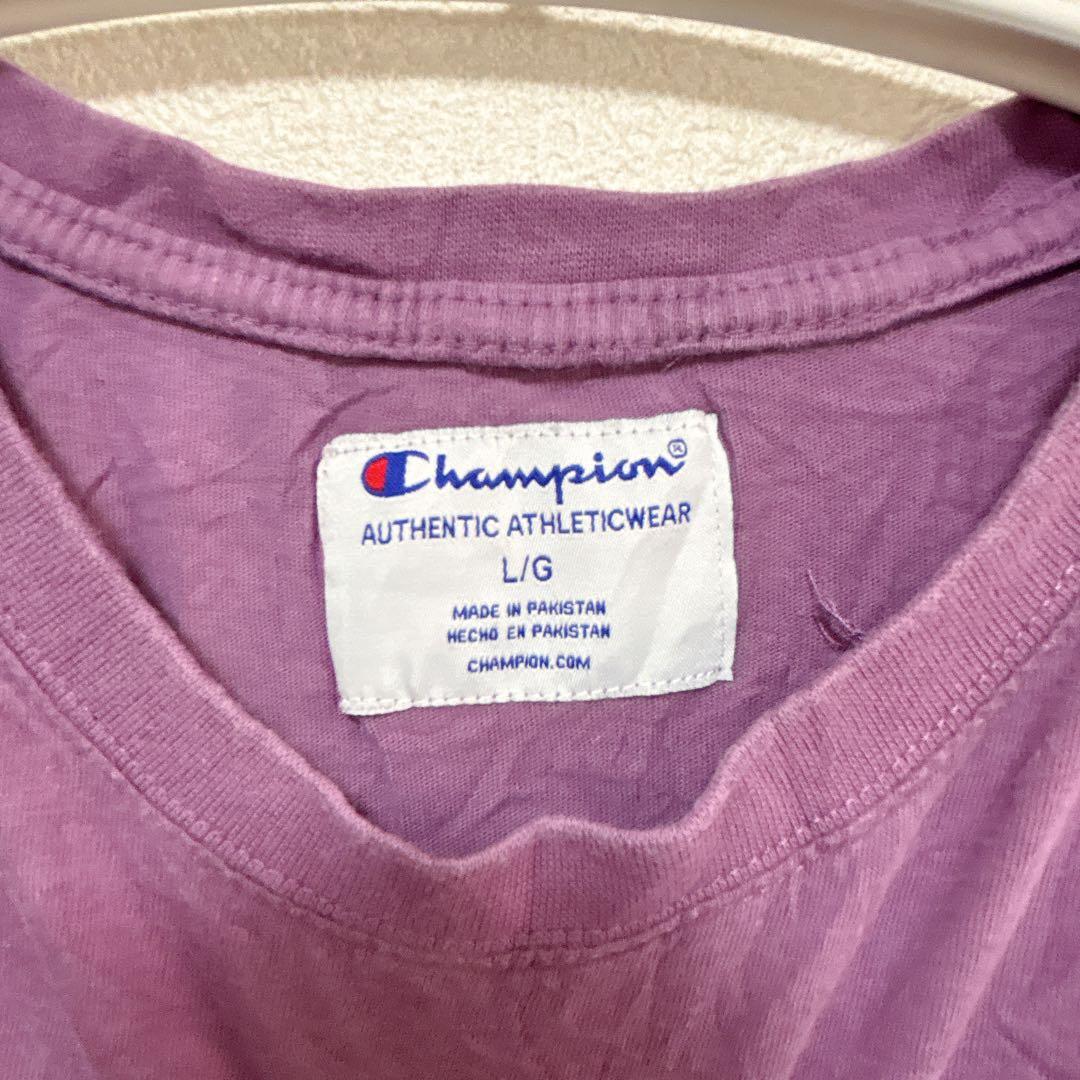 Champion®
AUTHENTIC ATHLETICWEAR
L/G
MADE IN PAKISTAN
HECHO EN PAKISTAN
CHAMPION.COM